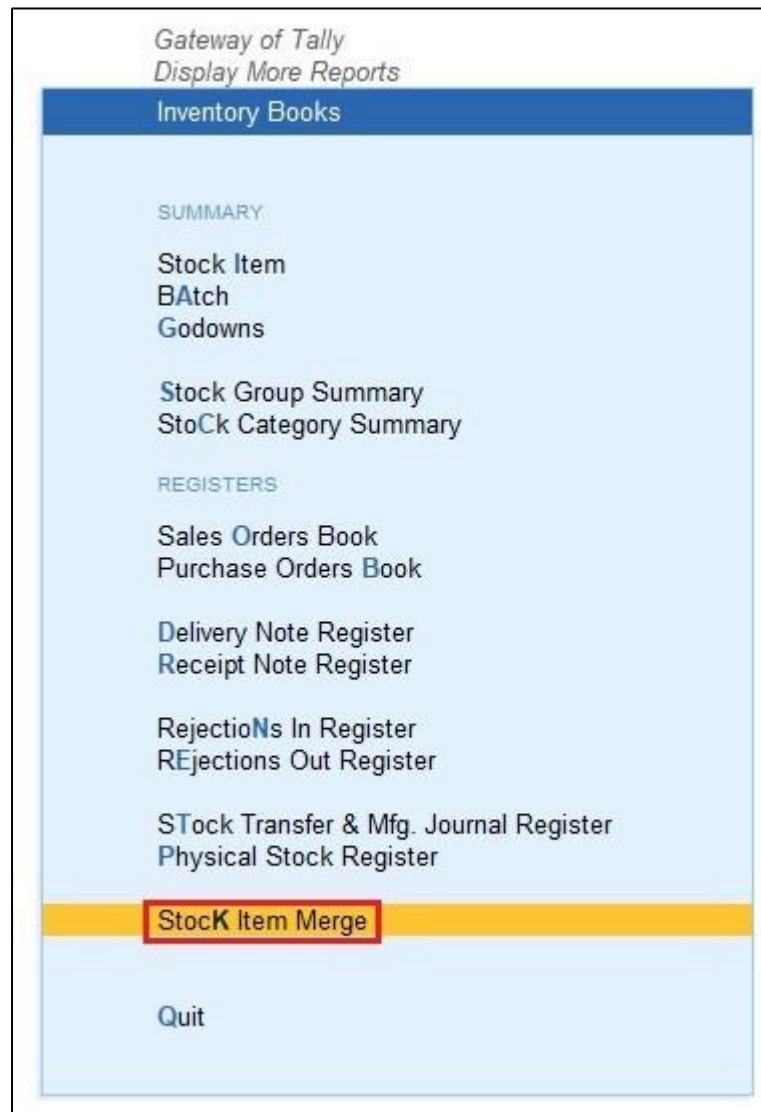 Gateway of Tally
Display More Reports
Inventory Books
SUMMARY
Stock Item
BAtch
Godowns
Stock Group Summary
StoCk Category Summary
REGISTERS
Sales Orders Book
Purchase Orders Book
Delivery Note Register
Receipt Note Register
RejectioNs In Register
REjections Out Register
STock Transfer & Mfg. Journal Register
Physical Stock Register
StocK Item Merge
Quit